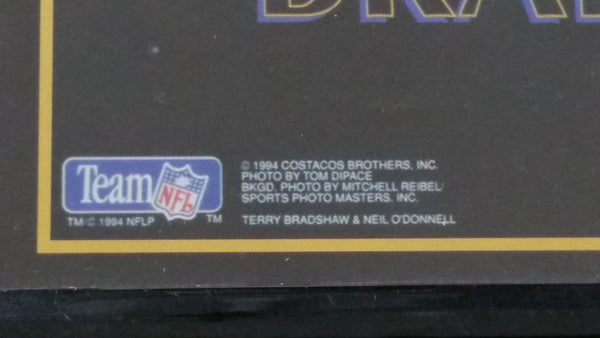 Team NFL
TM/© 1994 NFLP
TM
© 1994 COSTACOS BROTHERS, INC.
PHOTO BY TOM DIPACE
BKGD. PHOTO BY MITCHELL REIBEL/
SPORTS PHOTO MASTERS, INC.
TERRY BRADSHAW & NEIL O'DONNELL